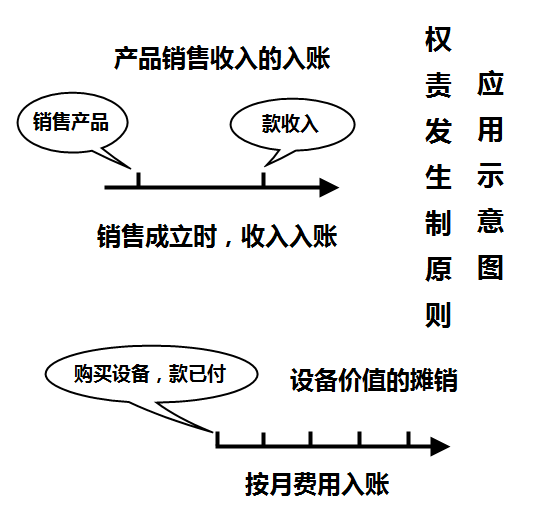 产品销售收入的入账
销售产品
款收入
销售成立时，收入入账
权责发生制原则
应用示意图
购买设备，款已付
设备价值的摊销
按月费用入账